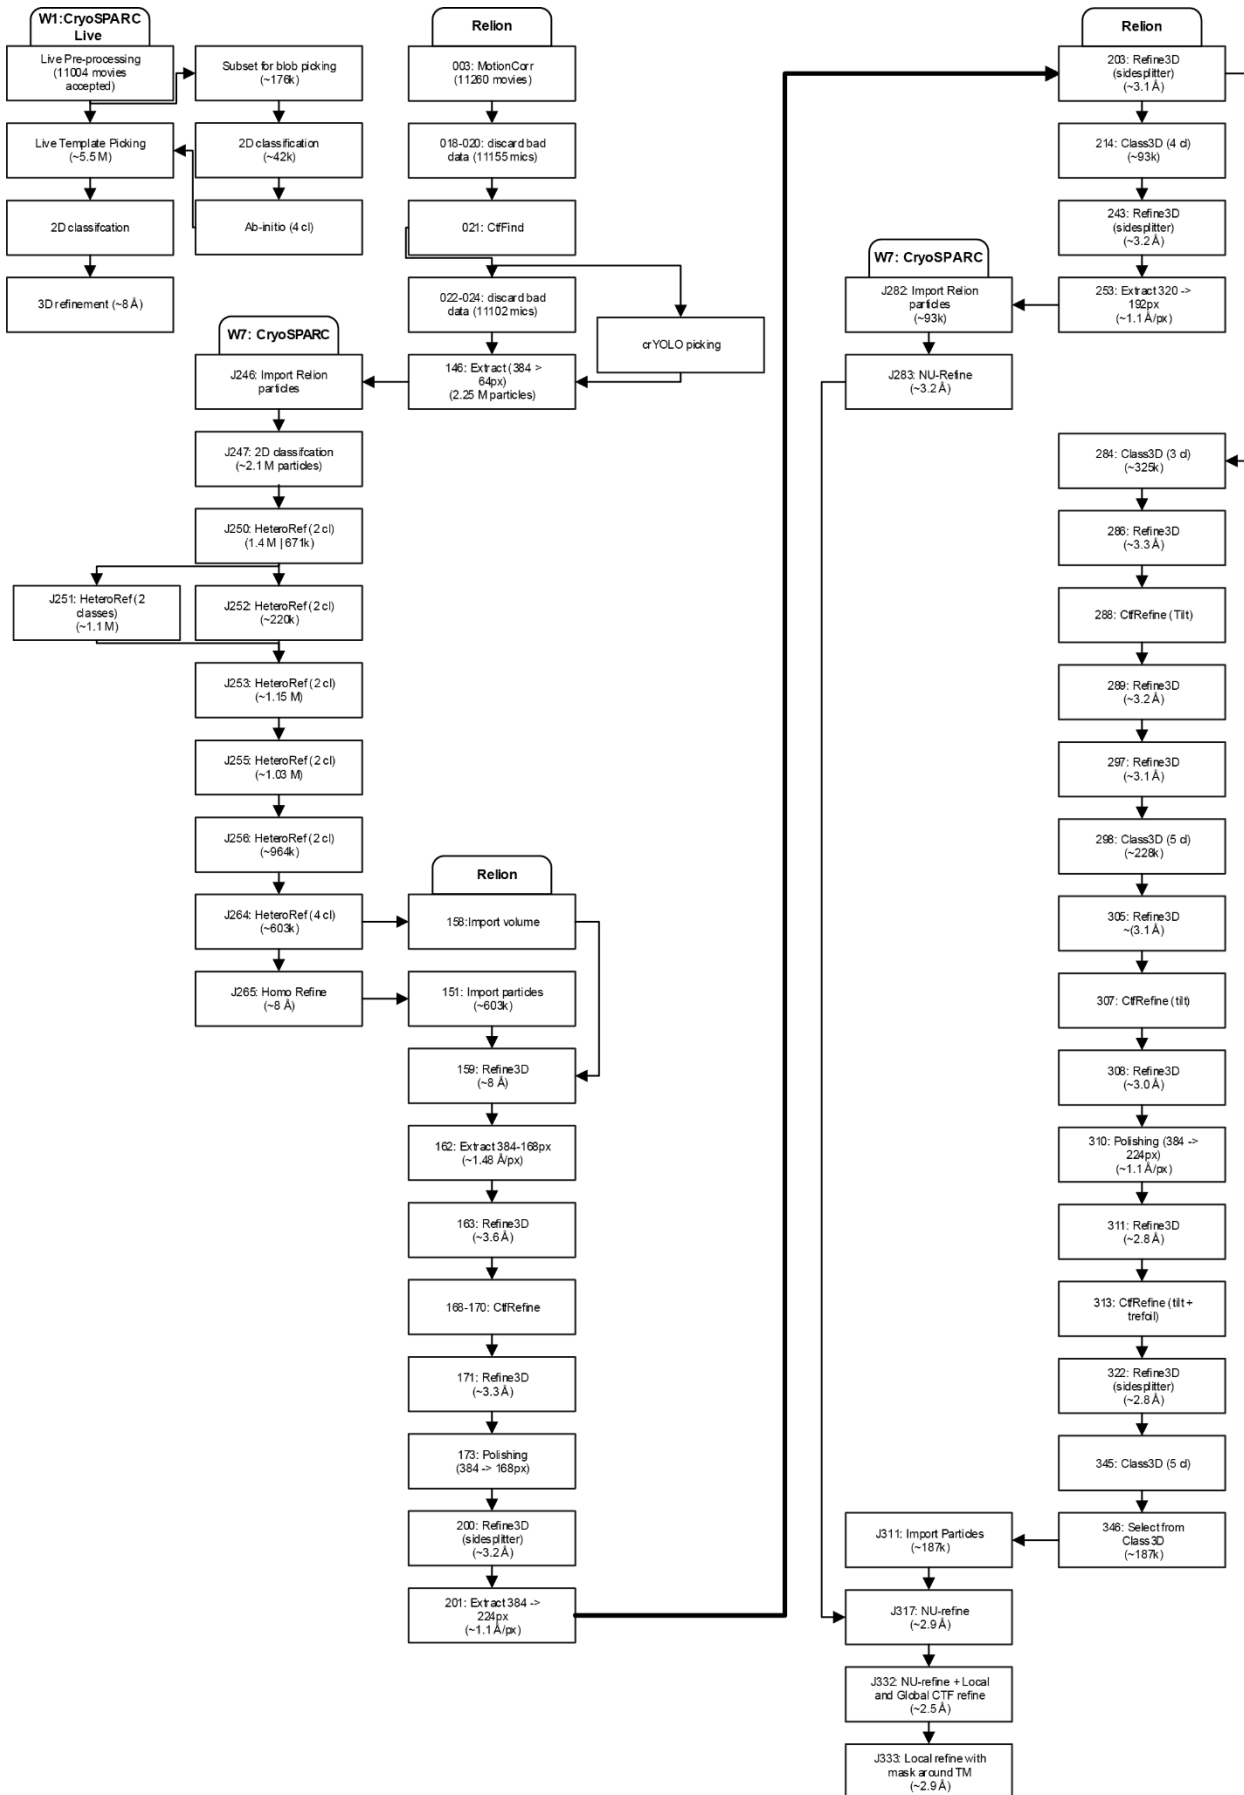 W1:CryoSPARC
Live
Live Pre-processing
(11004 movies
accepted)
Subset for blob picking
(~176k)
Live Template Picking
(~5.5 M)
2D classification
(~42k)
2D classifcation
Ab-initio (4 cl)
3D refinement (~8 Å)
Relion
003: MotionCorr
(11260 movies)
018-020: discard bad
data (11155 mics)
021: CtfFind
022-024: discard bad
data (11102 mics)
crYOLO picking
146: Extract (384 >
64px)
(2.25 M particles)
W7: CryoSPARC
J246: Import Relion
particles
J247: 2D classifcation
(~2.1 M particles)
J250: HeteroRef (2 cl)
(1.4 M | 671k)
J251: HeteroRef (2
classes)
(~1.1 M)
J252: HeteroRef (2 cl)
(~220k)
J253: HeteroRef (2 cl)
(~1.15 M)
J255: HeteroRef (2 cl)
(~1.03 M)
J256: HeteroRef (2 cl)
(~964k)
J264: HeteroRef (4 cl)
(~603k)
J265: Homo Refine
(~8 Å)
Relion
158:Import volume
151: Import particles
(~603k)
159: Refine3D
(~8 Å)
162: Extract 384-168px
(~1.48 Å/px)
163: Refine3D
(~3.6 Å)
168-170: CtfRefine
171: Refine3D
(~3.3 Å)
173: Polishing
(384 -> 168px)
200: Refine3D
(sidesplitter)
(~3.2 Å)
201: Extract 384 ->
224px
(~1.1 Å/px)
Relion
203: Refine3D
(sidesplitter)
(~3.1 Å)
214: Class3D (4 cl)
(~93k)
243: Refine3D
(sidesplitter)
(~3.2 Å)
253: Extract 320 ->
192px
(~1.1 Å/px)
W7: CryoSPARC
J282: Import Relion
particles
(~93k)
J283: NU-Refine
(~3.2 Å)
284: Class3D (3 cl)
(~325k)
286: Refine3D
(~3.3 Å)
288: CtfRefine (Tilt)
289: Refine3D
(~3.2 Å)
297: Refine3D
(~3.1 Å)
298: Class3D (5 cl)
(~228k)
305: Refine3D
~(3.1 Å)
307: CtfRefine (tilt)
308: Refine3D
(~3.0 Å)
310: Polishing (384 ->
224px)
(~1.1 Å/px)
311: Refine3D
(~2.8 Å)
313: CtfRefine (tilt +
trefoil)
322: Refine3D
(sidesplitter)
(~2.8 Å)
345: Class3D (5 cl)
346: Select from
Class3D
(~187k)
J311: Import Particles
(~187k)
J317: NU-refine
(~2.9 Å)
J332: NU-refine + Local
and Global CTF refine
(~2.5 Å)
J333: Local refine with
mask around TM
(~2.9 Å)